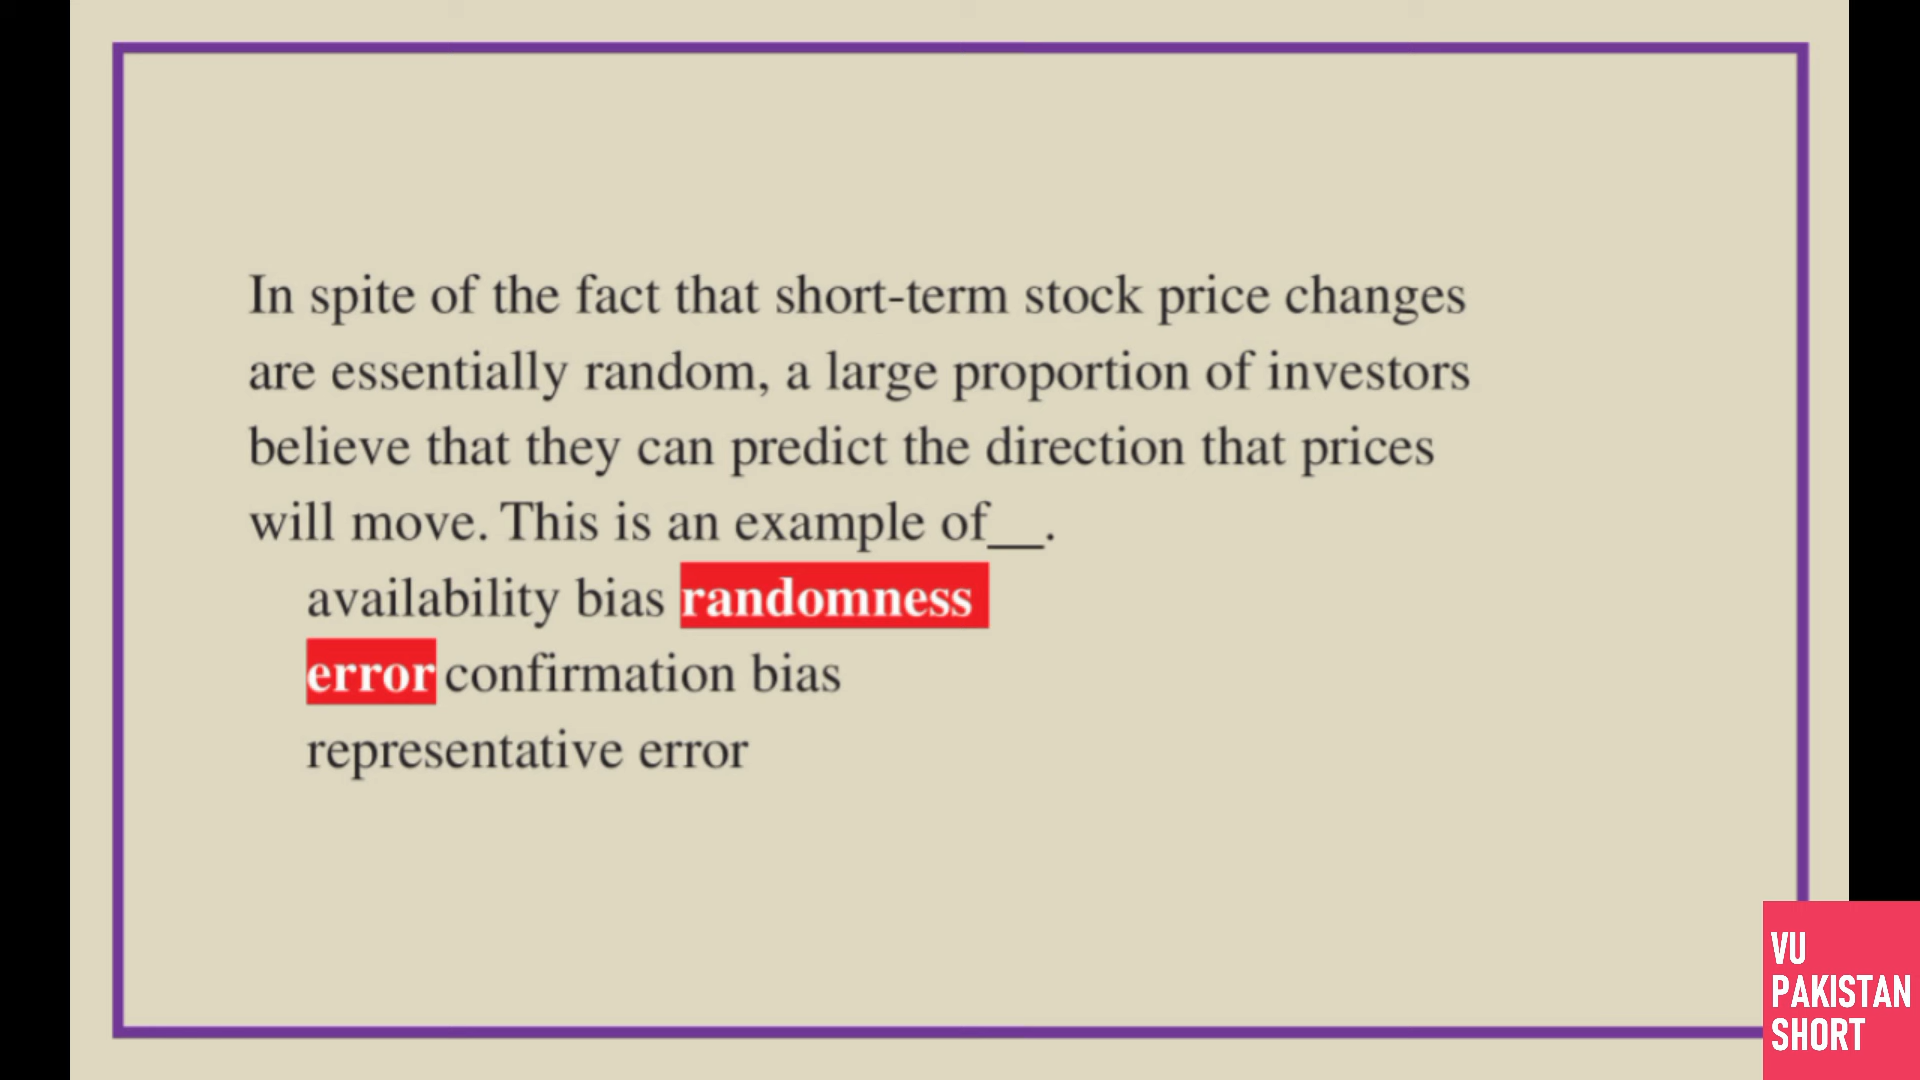 In spite of the fact that short-term stock price changes
are essentially random, a large proportion of investors
believe that they can predict the direction that prices
will move. This is an example of__.
availability bias randomness
error confirmation bias
representative error
VU
PAKISTAN
SHORT